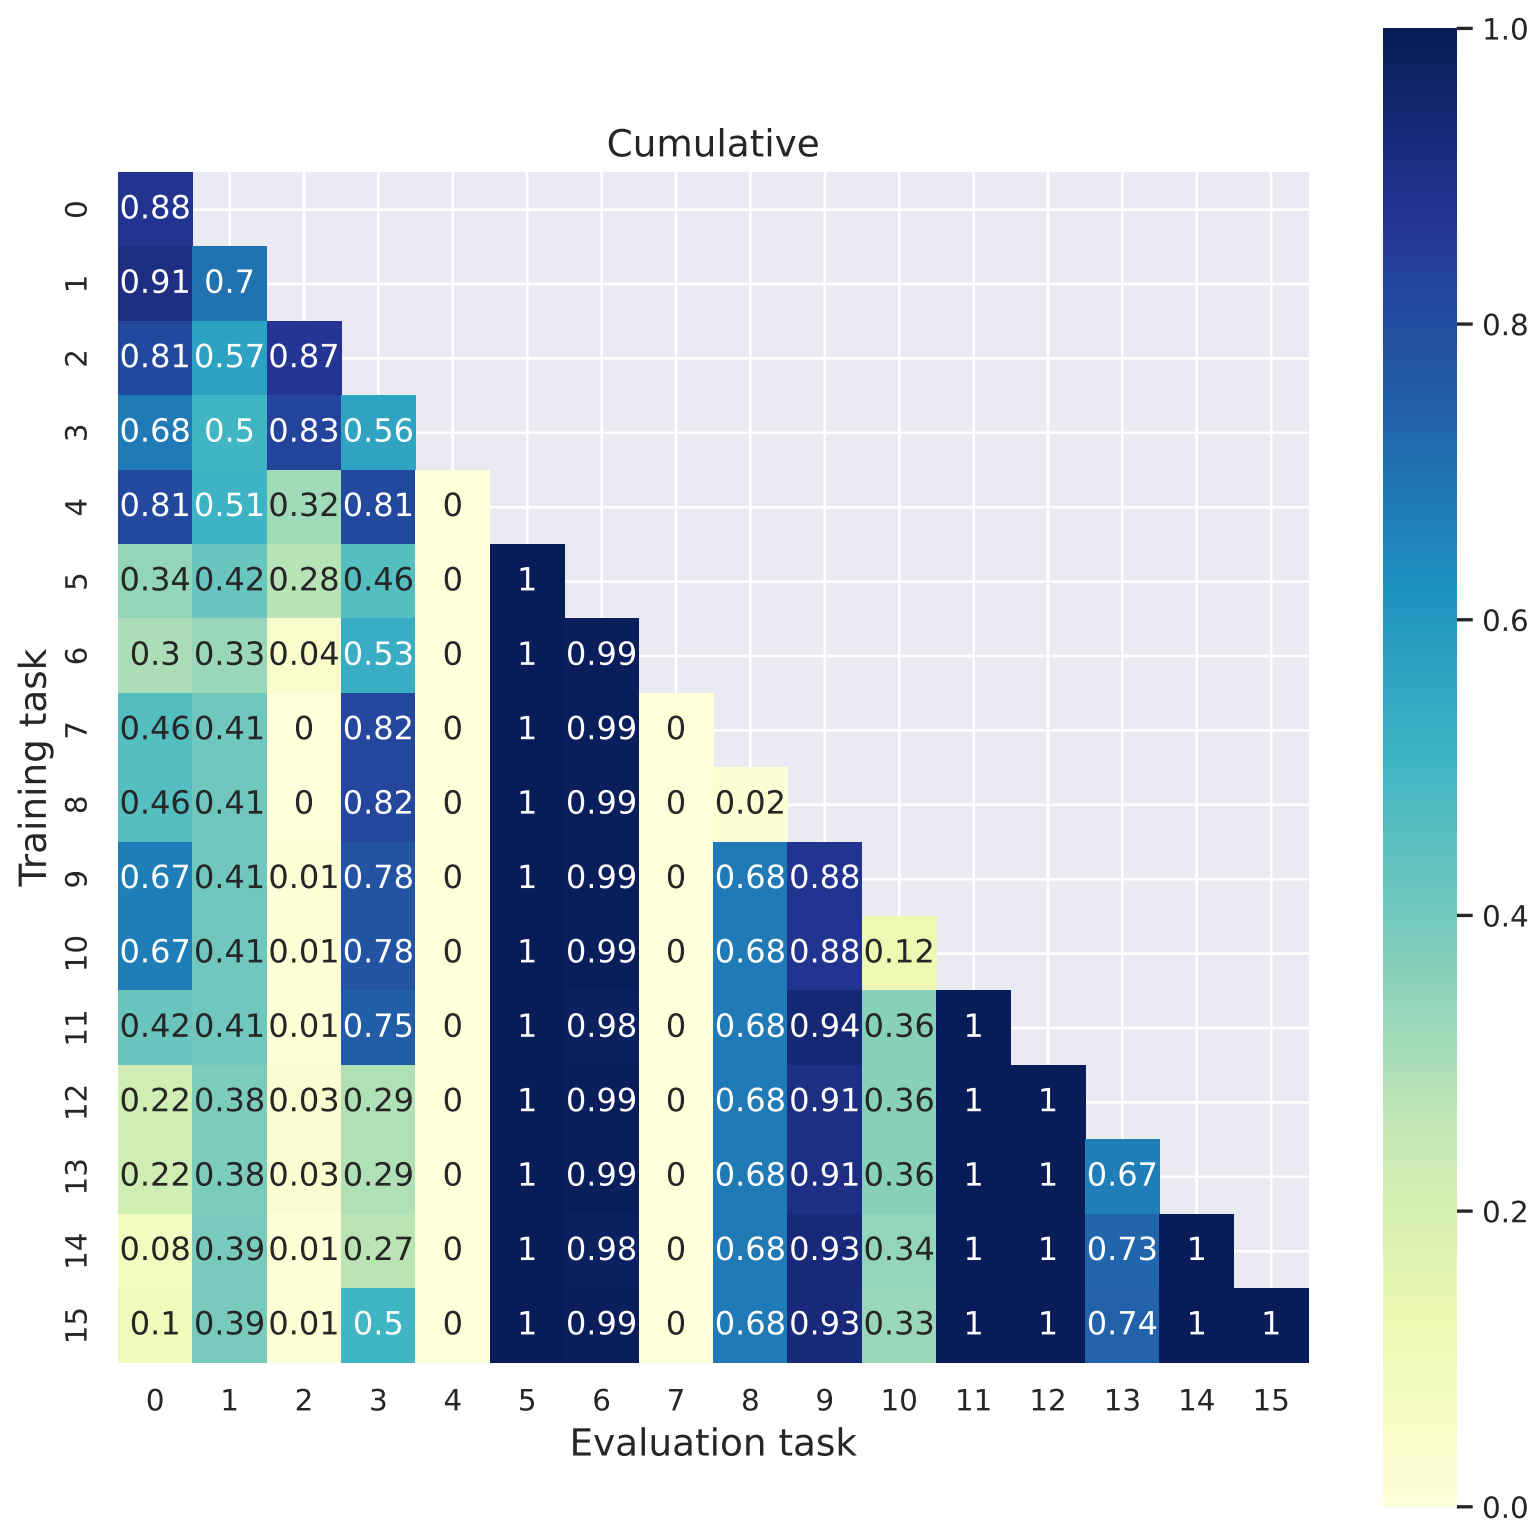 Cumulative
0 0.88
1 0.91 0.7
2 0.81 0.57 0.87
3 0.68 0.5 0.83 0.56
4 0.81 0.51 0.32 0.81 0
5 0.34 0.42 0.28 0.46 0 1
6 0.3 0.33 0.04 0.53 0 1 0.99
7 0.46 0.41 0 0.82 0 1 0.99 0
8 0.46 0.41 0 0.82 0 1 0.99 0 0.02
9 0.67 0.41 0.01 0.78 0 1 0.99 0 0.68 0.88
10 0.67 0.41 0.01 0.78 0 1 0.99 0 0.68 0.88 0.12
11 0.42 0.41 0.01 0.75 0 1 0.98 0 0.68 0.94 0.36 1
12 0.22 0.38 0.03 0.29 0 1 0.99 0 0.68 0.91 0.36 1 1
13 0.22 0.38 0.03 0.29 0 1 0.99 0 0.68 0.91 0.36 1 1 0.67
14 0.08 0.39 0.01 0.27 0 1 0.98 0 0.68 0.93 0.34 1 1 0.73 1
15 0.1 0.39 0.01 0.5 0 1 0.99 0 0.68 0.93 0.33 1 1 0.74 1 1
0 1 2 3 4 5 6 7 8 9 10 11 12 13 14 15
Evaluation task
Training task
1.0
0.8
0.6
0.4
0.2
0.0